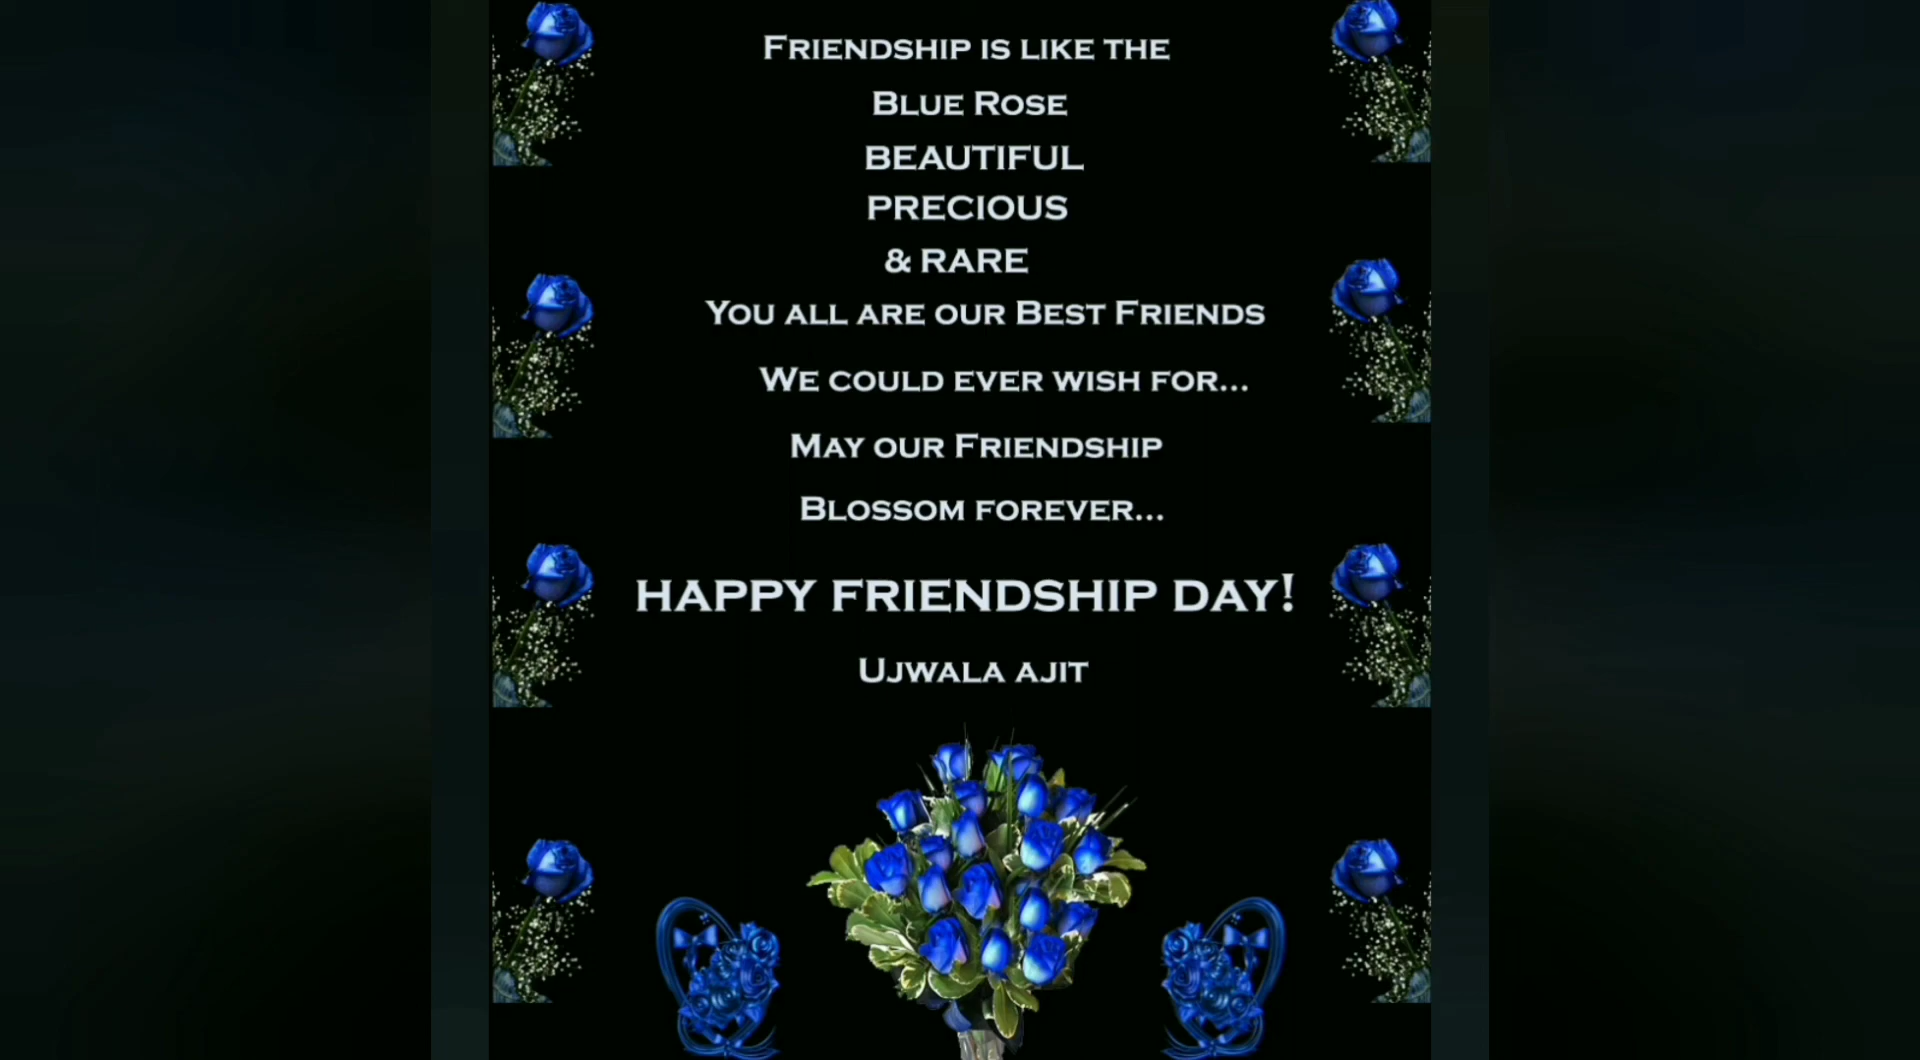 Friendship is like the
Blue Rose
BEAUTIFUL
PRECIOUS
& RARE
You all are our Best Friends
We could ever wish for...
May our Friendship
Blossom forever...
HAPPY FRIENDSHIP DAY!
Ujwala ajit